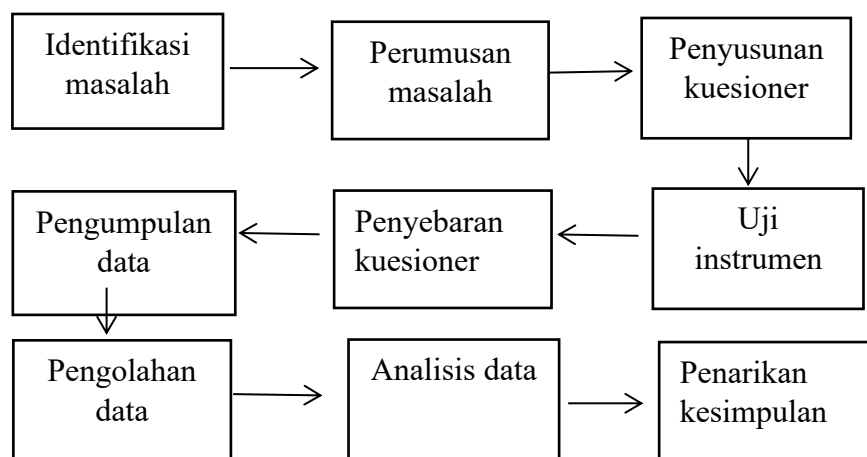 Identifikasi
masalah
Perumusan
masalah
Penyusunan
kuesioner
Uji
instrumen
Penyebaran
kuesioner
Pengumpulan
data
Pengolahan
data
Analisis data
Penarikan
kesimpulan